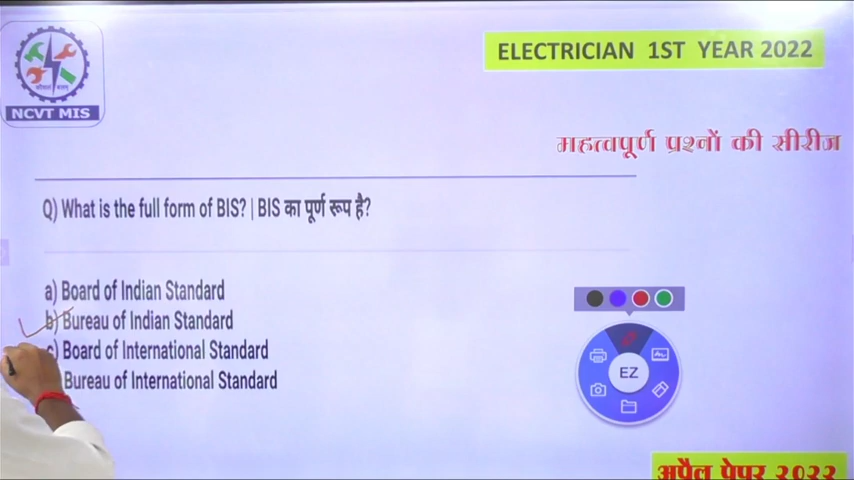 NCVT MIS
ELECTRICIAN 1ST YEAR 2022
महत्वपूर्ण प्रश्नों की सीरीज
Q) What is the full form of BIS? | BIS का पूर्ण रूप है?
a) Board of Indian Standard
b) Bureau of Indian Standard
c) Board of International Standard
Bureau of International Standard
EZ
अप्रैल पेपर २०२२